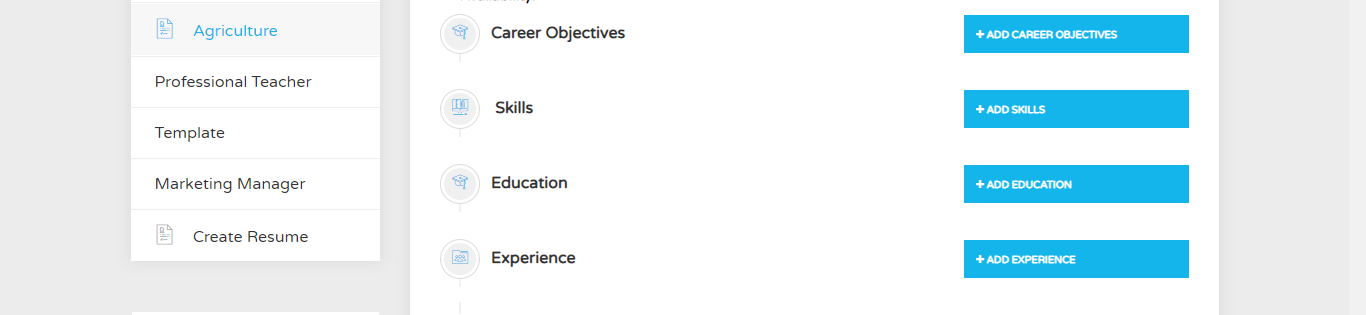 Agriculture
Professional Teacher
Template
Marketing Manager
Create Resume
Career Objectives
+ ADD CAREER OBJECTIVES
Skills
+ ADD SKILLS
Education
+ ADD EDUCATION
Experience
+ ADD EXPERIENCE